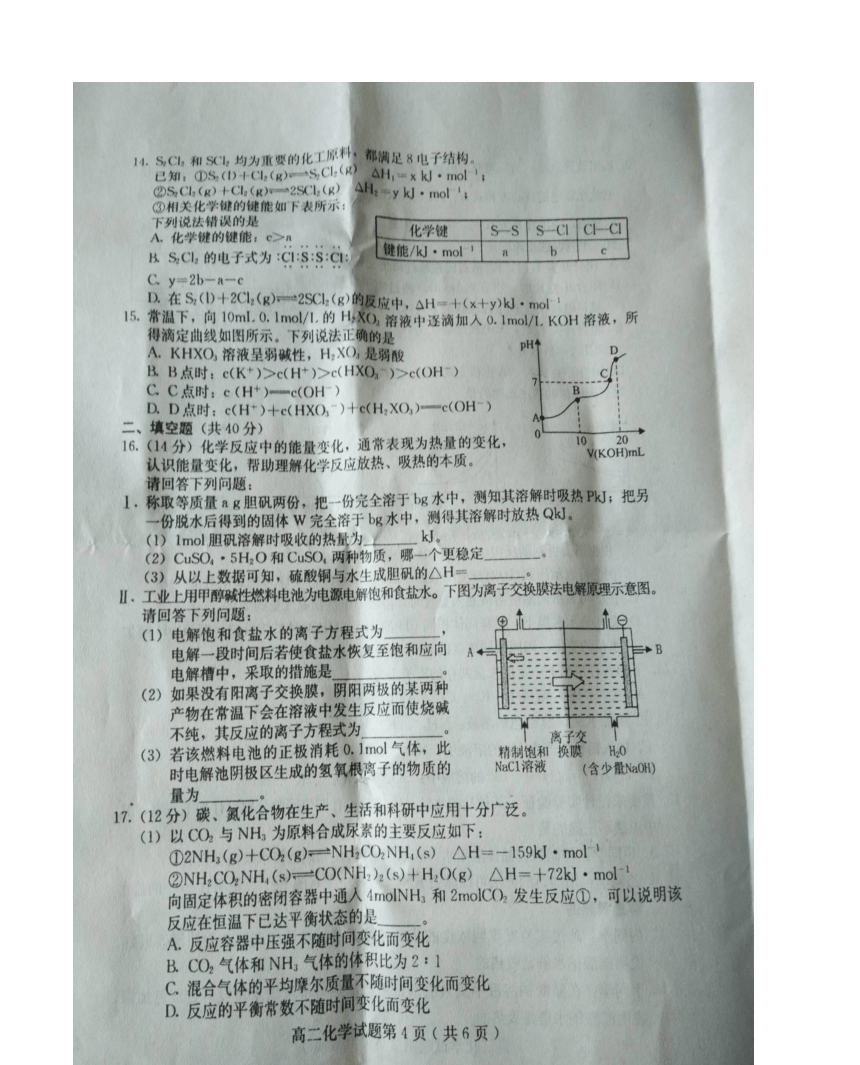 14. S₂Cl₂ 和 SCl₂ 均为重要的化工原料，都满足 8 电子结构。
已知：①S₂(l)+Cl₂(g)⇌S₂Cl₂(g) △H₁=x kJ·mol⁻¹；
②S₂Cl₂(g)+Cl₂(g)⇌2SCl₂(g) △H₂=y kJ·mol⁻¹；
③相关化学键的键能如下表所示：
下列说法错误的是
化学键 S—S S—Cl Cl—Cl
键能/kJ·mol⁻¹ a b c
A. 化学键的键能：c>a
B. S₂Cl₂ 的电子式为 :Cl:S:S:Cl:
C. y=2b-a-c
D. 在 S₂(l)+2Cl₂(g)⇌2SCl₂(g)的反应中，△H=+(x+y)kJ·mol⁻¹
15. 常温下，向 10mL 0.1mol/L 的 H₂XO₃ 溶液中逐滴加入 0.1mol/L KOH 溶液，所
得滴定曲线如图所示。下列说法正确的是
A. KHXO₃ 溶液呈弱碱性，H₂XO₃ 是弱酸
B. B 点时：c(K⁺)>c(H⁺)>c(HXO₃⁻)>c(OH⁻)
C. C 点时：c(H⁺)=c(OH⁻)
D. D 点时：c(H⁺)+c(HXO₃⁻)+c(H₂XO₃)=c(OH⁻)
pH
7
A
B
C
D
0
10
20
V(KOH)mL
二、填空题（共 40 分）
16. (14 分) 化学反应中的能量变化，通常表现为热量的变化，
认识能量变化，帮助理解化学反应放热、吸热的本质。
请回答下列问题：
Ⅰ. 称取等质量 a g 胆矾两份，把一份完全溶于 bg 水中，测知其溶解时吸热 PkJ；把另
一份脱水后得到的固体 W 完全溶于 bg 水中，测得其溶解时放热 QkJ。
(1) 1mol 胆矾溶解时吸收的热量为______ kJ。
(2) CuSO₄·5H₂O 和 CuSO₄ 两种物质，哪一个更稳定______。
(3) 从以上数据可知，硫酸铜与水生成胆矾的△H=______。
Ⅱ. 工业上用甲醇碱性燃料电池为电源电解饱和食盐水。下图为离子交换膜法电解原理示意图。
请回答下列问题：
(1) 电解饱和食盐水的离子方程式为______，
电解一段时间后若使食盐水恢复至饱和应向
电解槽中，采取的措施是______。
(2) 如果没有阳离子交换膜，阴阳两极的某两种
产物在常温下会在溶液中发生反应而使烧碱
不纯，其反应的离子方程式为______。
(3) 若该燃料电池的正极消耗 0.1mol 气体，此
时电解池阴极区生成的氢氧根离子的物质的
量为______。
⊕
⊖
A
B
精制饱和
NaCl溶液
离子交
换膜
H₂O
(含少量NaOH)
17. (12 分) 碳、氮化合物在生产、生活和科研中应用十分广泛。
(1) 以 CO₂ 与 NH₃ 为原料合成尿素的主要反应如下：
①2NH₃(g)+CO₂(g)⇌NH₂CO₂NH₄(s) △H=-159kJ·mol⁻¹
②NH₂CO₂NH₄(s)⇌CO(NH₂)₂(s)+H₂O(g) △H=+72kJ·mol⁻¹
向固定体积的密闭容器中通入 4molNH₃ 和 2molCO₂ 发生反应①，可以说明该
反应在恒温下已达平衡状态的是______。
A. 反应容器中压强不随时间变化而变化
B. CO₂ 气体和 NH₃ 气体的体积比为 2：1
C. 混合气体的平均摩尔质量不随时间变化而变化
D. 反应的平衡常数不随时间变化而变化
高二化学试题第 4 页（共 6 页）